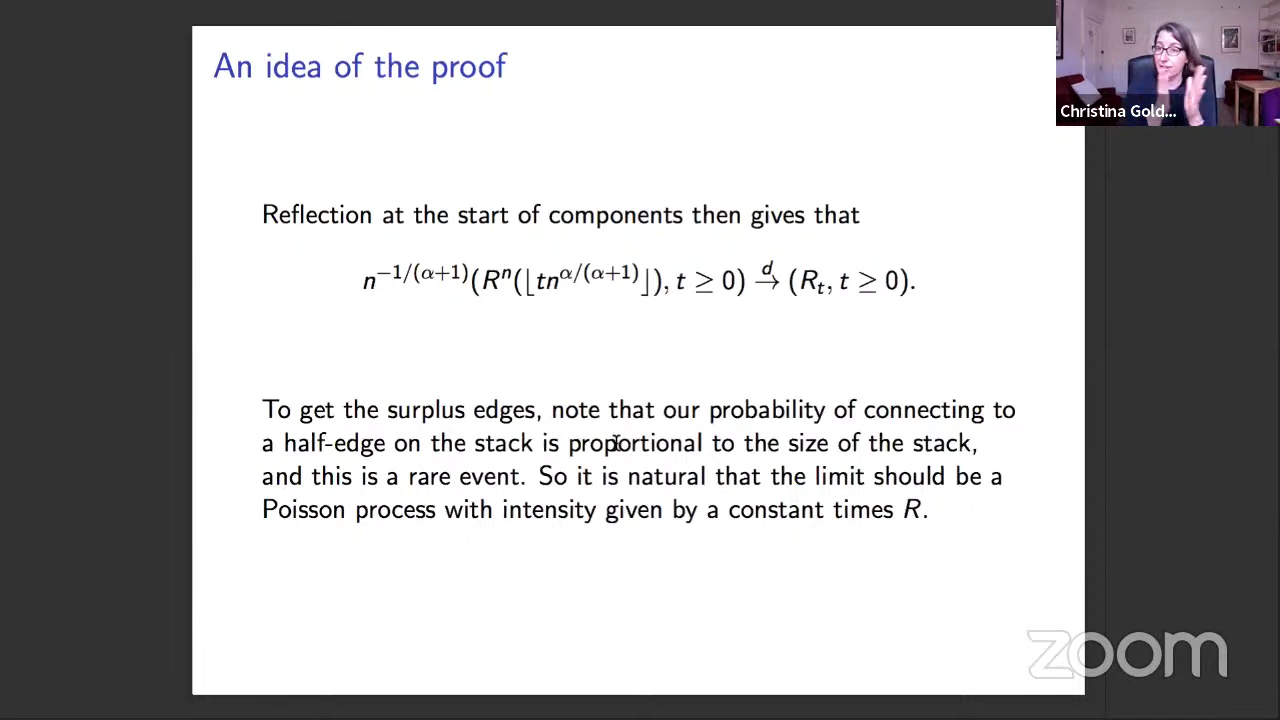 An idea of the proof
Christina Gold...
Reflection at the start of components then gives that
n^{-1/(α+1)}(R^n(⌊tn^{α/(α+1)}⌋), t ≥ 0) →^d (R_t, t ≥ 0).
To get the surplus edges, note that our probability of connecting to
a half-edge on the stack is proportional to the size of the stack,
and this is a rare event. So it is natural that the limit should be a
Poisson process with intensity given by a constant times R.
zoom